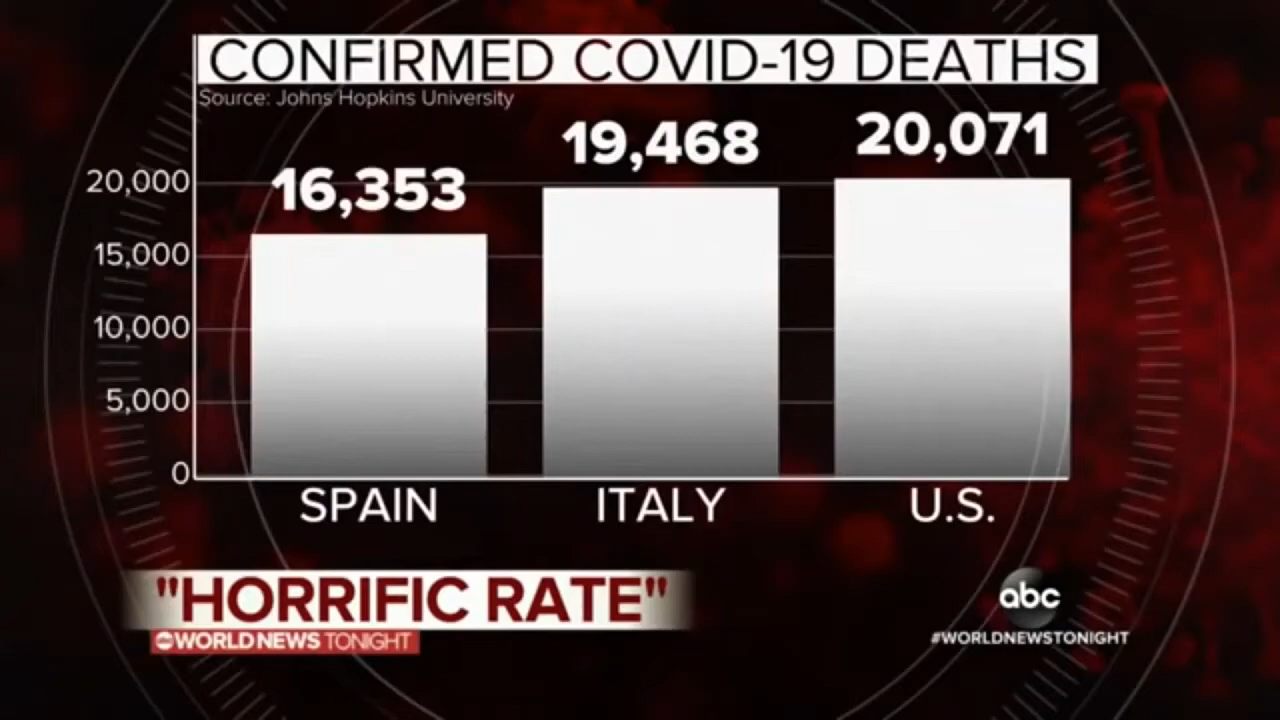 CONFIRMED COVID-19 DEATHS
Source: Johns Hopkins University
16,353
19,468
20,071
20,000
15,000
10,000
5,000
0
SPAIN
ITALY
U.S.
"HORRIFIC RATE"
abc WORLD NEWS TONIGHT
abc
#WORLDNEWSTONIGHT